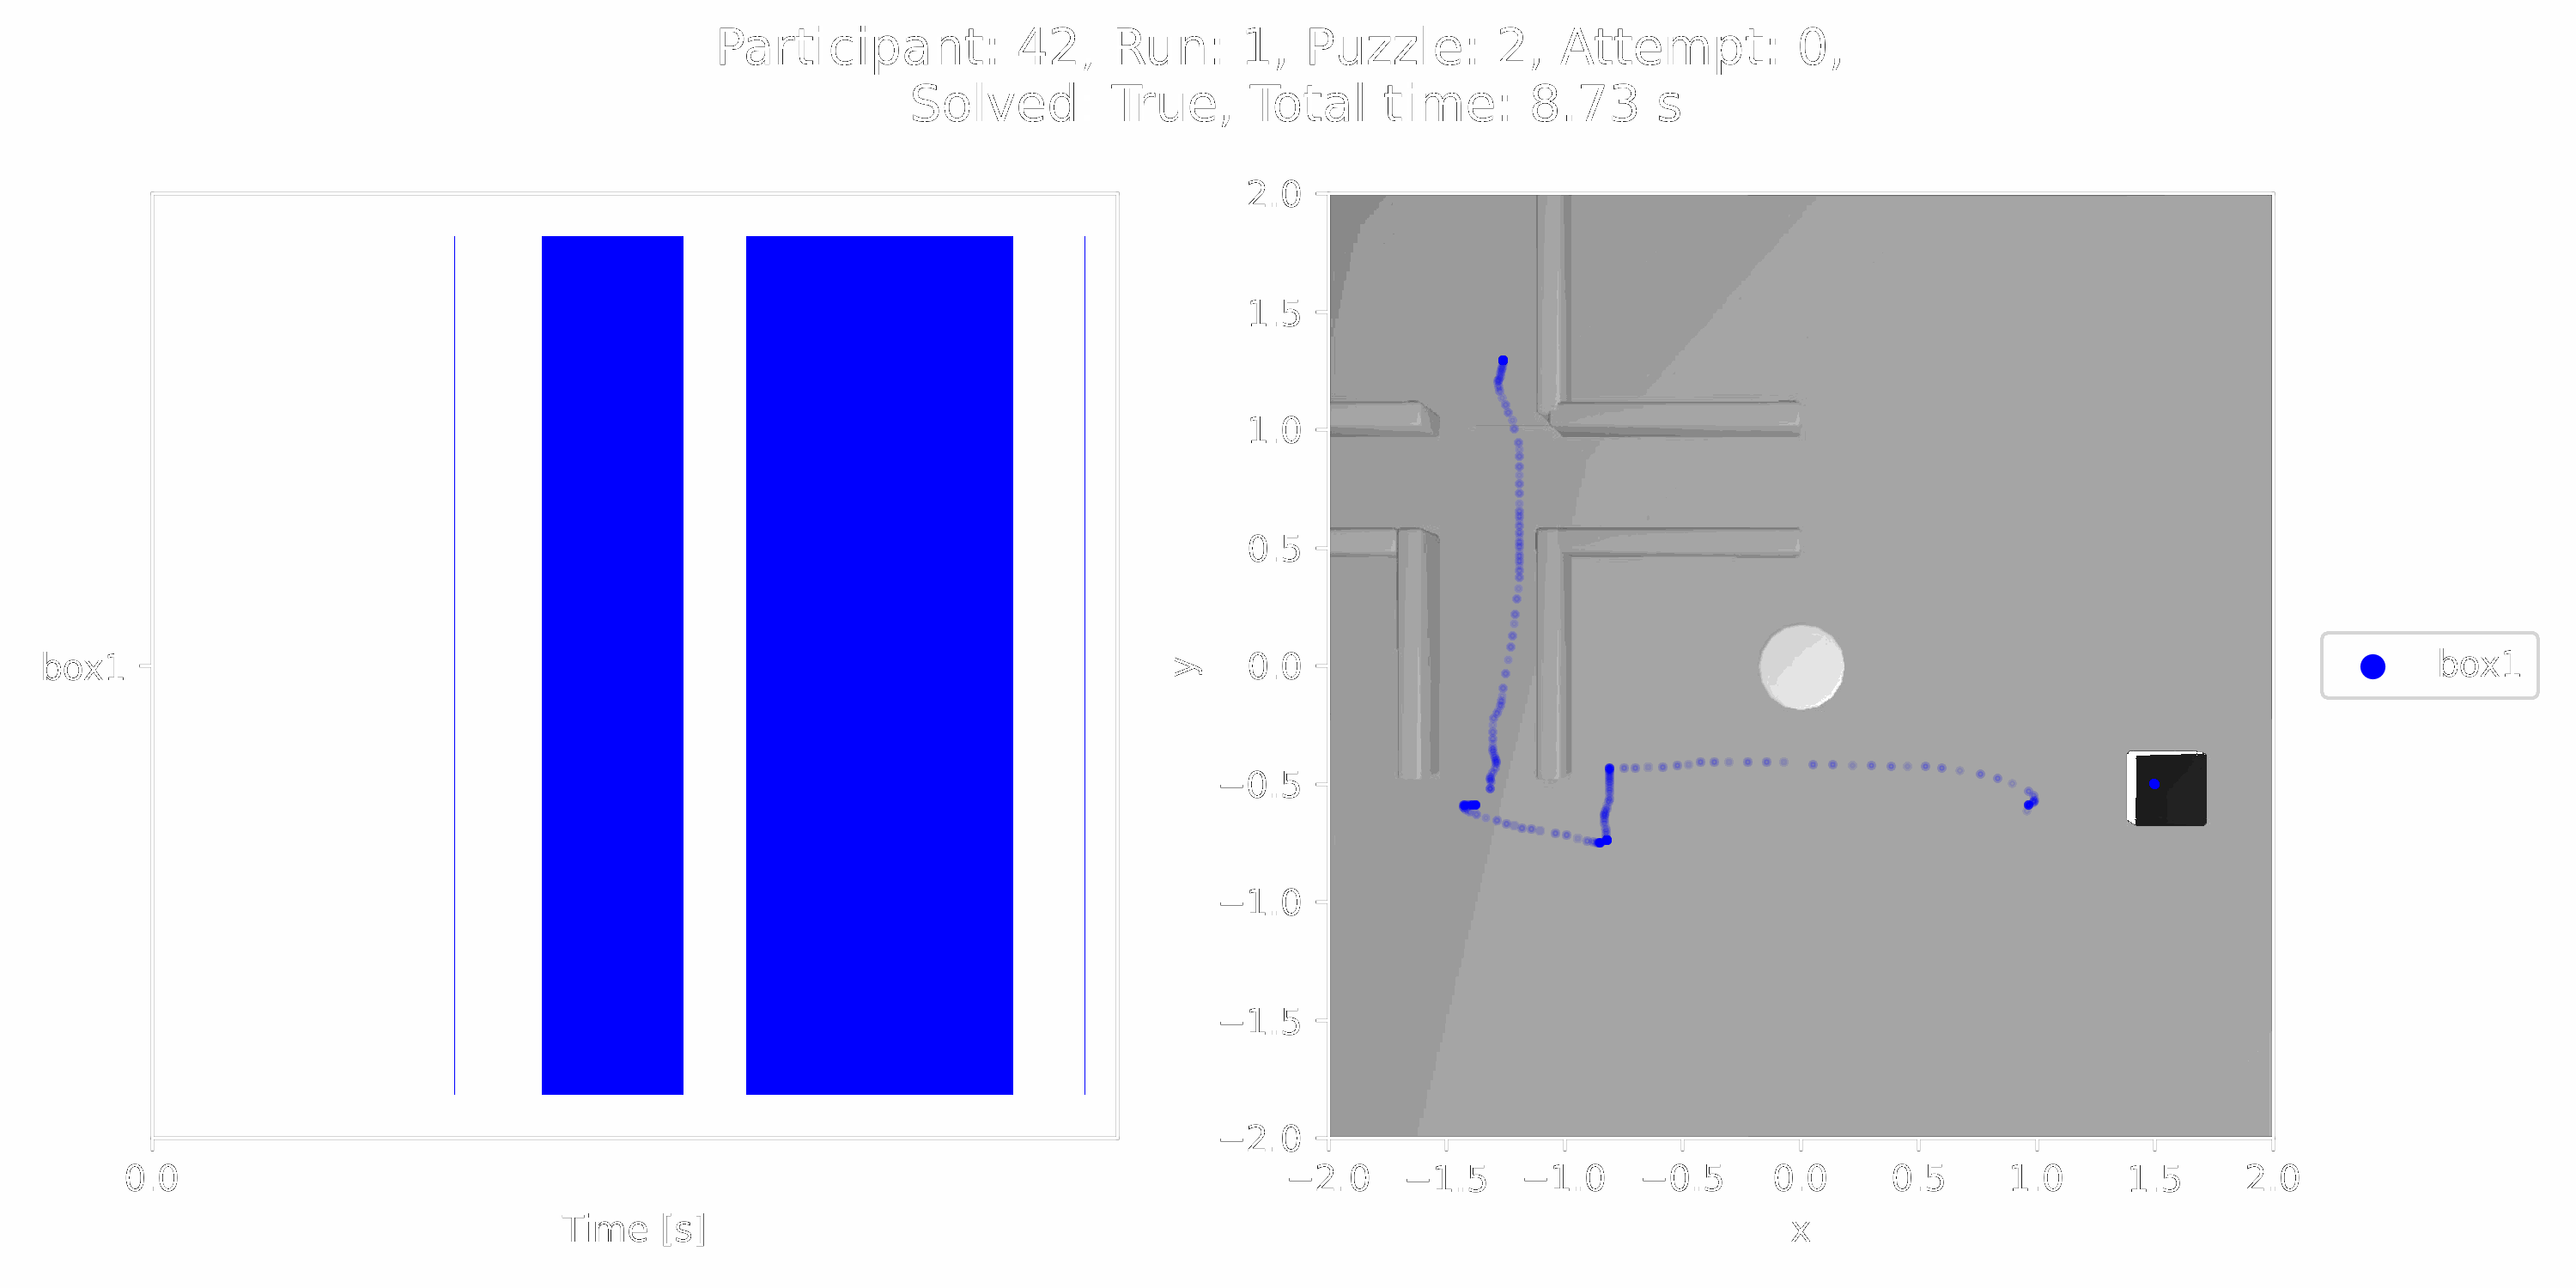 Participant: 42, Run: 1, Puzzle: 2, Attempt: 0,
Solved True, Total time: 8.73 s
box1
0.0
Time [s]
y
2.0
1.5
1.0
0.5
0.0
−0.5
−1.0
−1.5
−2.0
−2.0 −1.5 −1.0 −0.5 0.0 0.5 1.0 1.5 2.0
x
box1